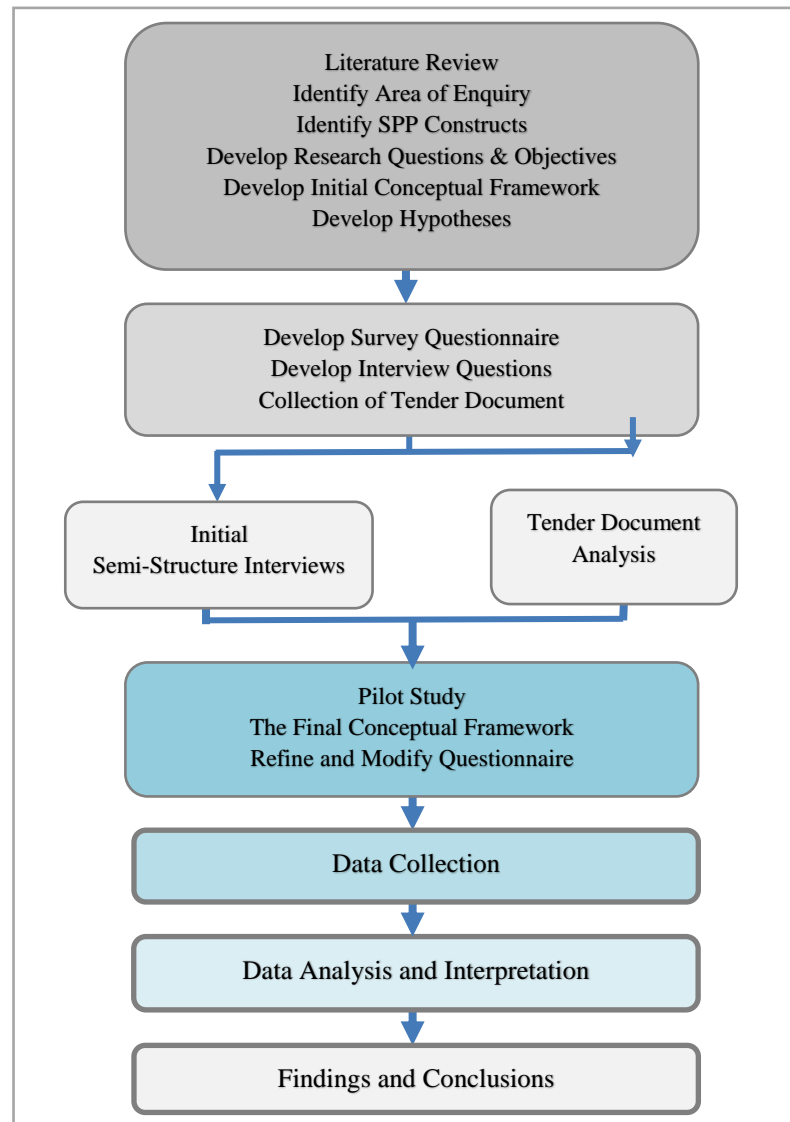 Literature Review
Identify Area of Enquiry
Identify SPP Constructs
Develop Research Questions & Objectives
Develop Initial Conceptual Framework
Develop Hypotheses
Develop Survey Questionnaire
Develop Interview Questions
Collection of Tender Document
Initial
Semi-Structure Interviews
Tender Document
Analysis
Pilot Study
The Final Conceptual Framework
Refine and Modify Questionnaire
Data Collection
Data Analysis and Interpretation
Findings and Conclusions